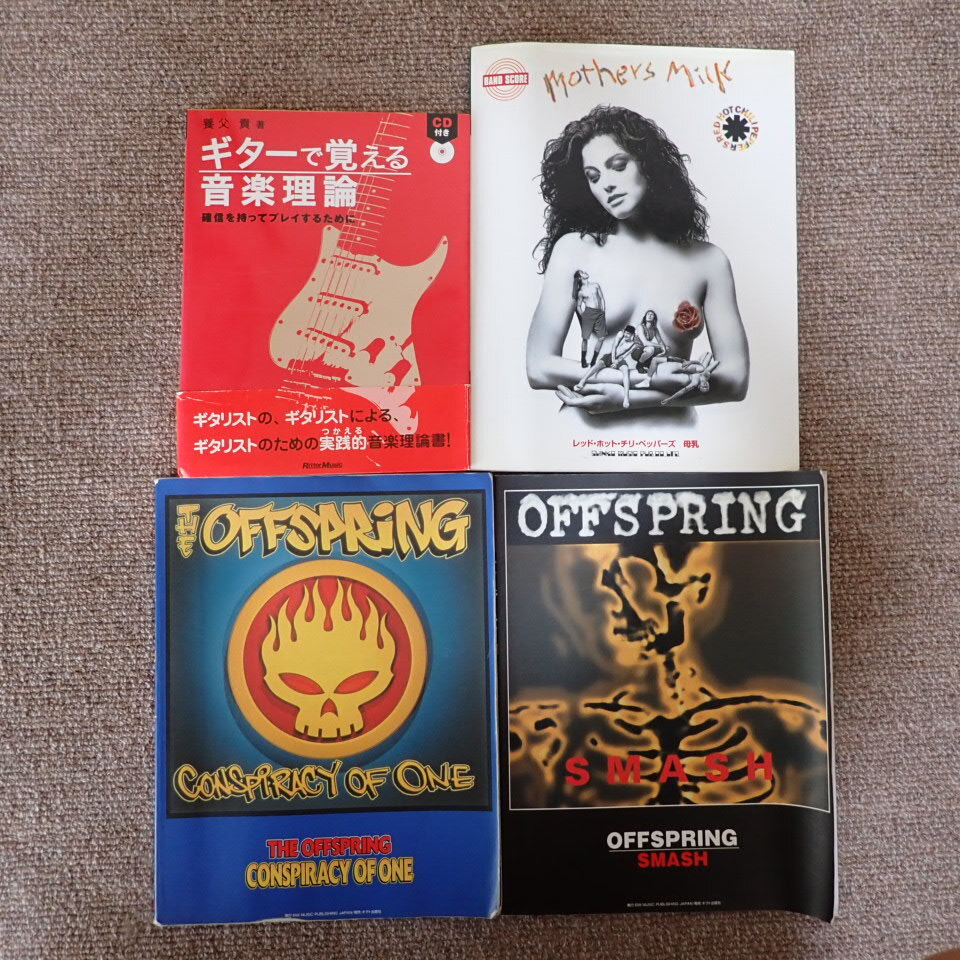 養父 貴 著
CD
付き
ギターで覚える
音楽理論
確信を持ってプレイするために
ギタリストの、ギタリストによる、
つかえる
ギタリストのための実践的音楽理論書!
Rittor Music
BAND SCORE
mothers Milk
RED HOT CHILI PEPPERS
レッド・ホット・チリ・ペッパーズ 母乳
THE OFFSPRING
CONSPIRACY OF ONE
THE OFFSPRING
CONSPIRACY OF ONE
OFFSPRING
SMASH
OFFSPRING
SMASH